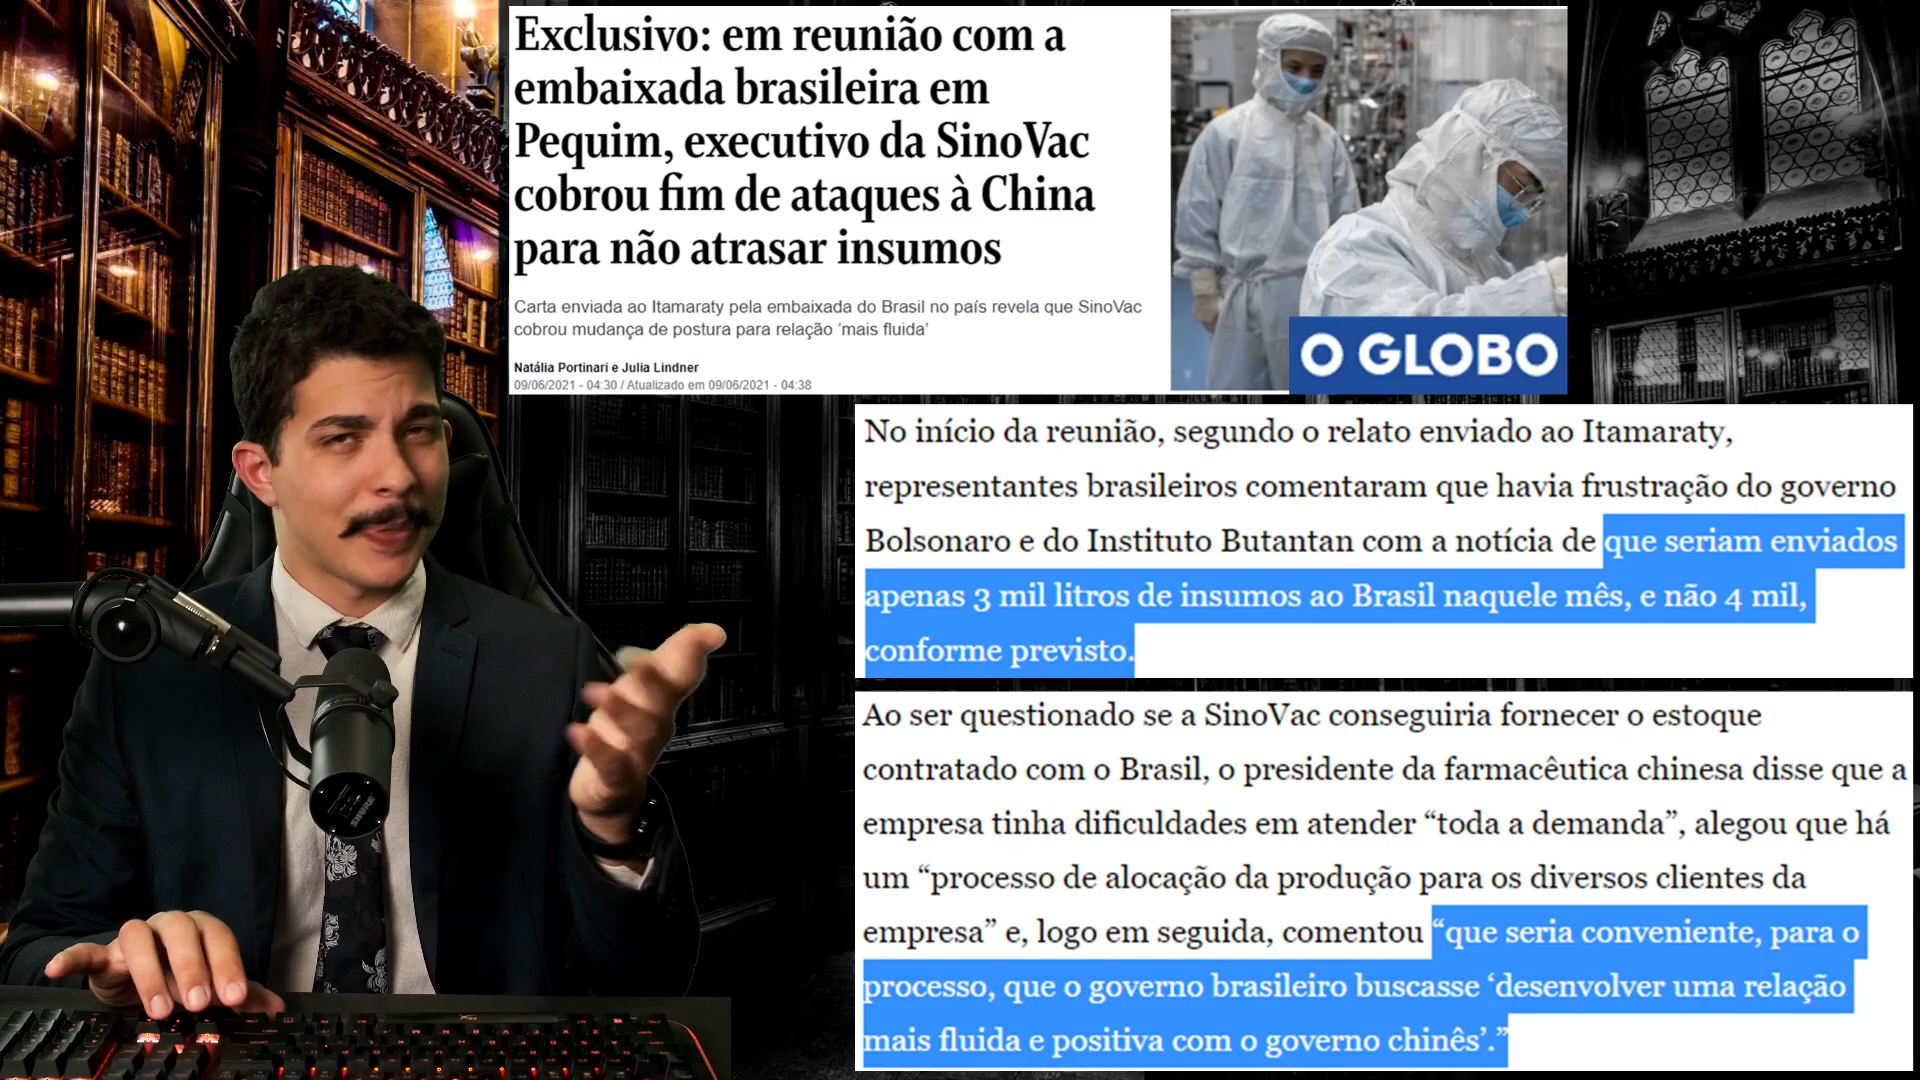 Exclusivo: em reunião com a
embaixada brasileira em
Pequim, executivo da SinoVac
cobrou fim de ataques à China
para não atrasar insumos
Carta enviada ao Itamaraty pela embaixada do Brasil no país revela que SinoVac
cobrou mudança de postura para relação ‘mais fluida’
Natália Portinari e Julia Lindner
09/06/2021 - 04:30 / Atualizado em 09/06/2021 - 04:38
O GLOBO
No início da reunião, segundo o relato enviado ao Itamaraty,
representantes brasileiros comentaram que havia frustração do governo
Bolsonaro e do Instituto Butantan com a notícia de que seriam enviados
apenas 3 mil litros de insumos ao Brasil naquele mês, e não 4 mil,
conforme previsto.
Ao ser questionado se a SinoVac conseguiria fornecer o estoque
contratado com o Brasil, o presidente da farmacêutica chinesa disse que a
empresa tinha dificuldades em atender “toda a demanda”, alegou que há
um “processo de alocação da produção para os diversos clientes da
empresa” e, logo em seguida, comentou “que seria conveniente, para o
processo, que o governo brasileiro buscasse ‘desenvolver uma relação
mais fluida e positiva com o governo chinês’.”
SHURE